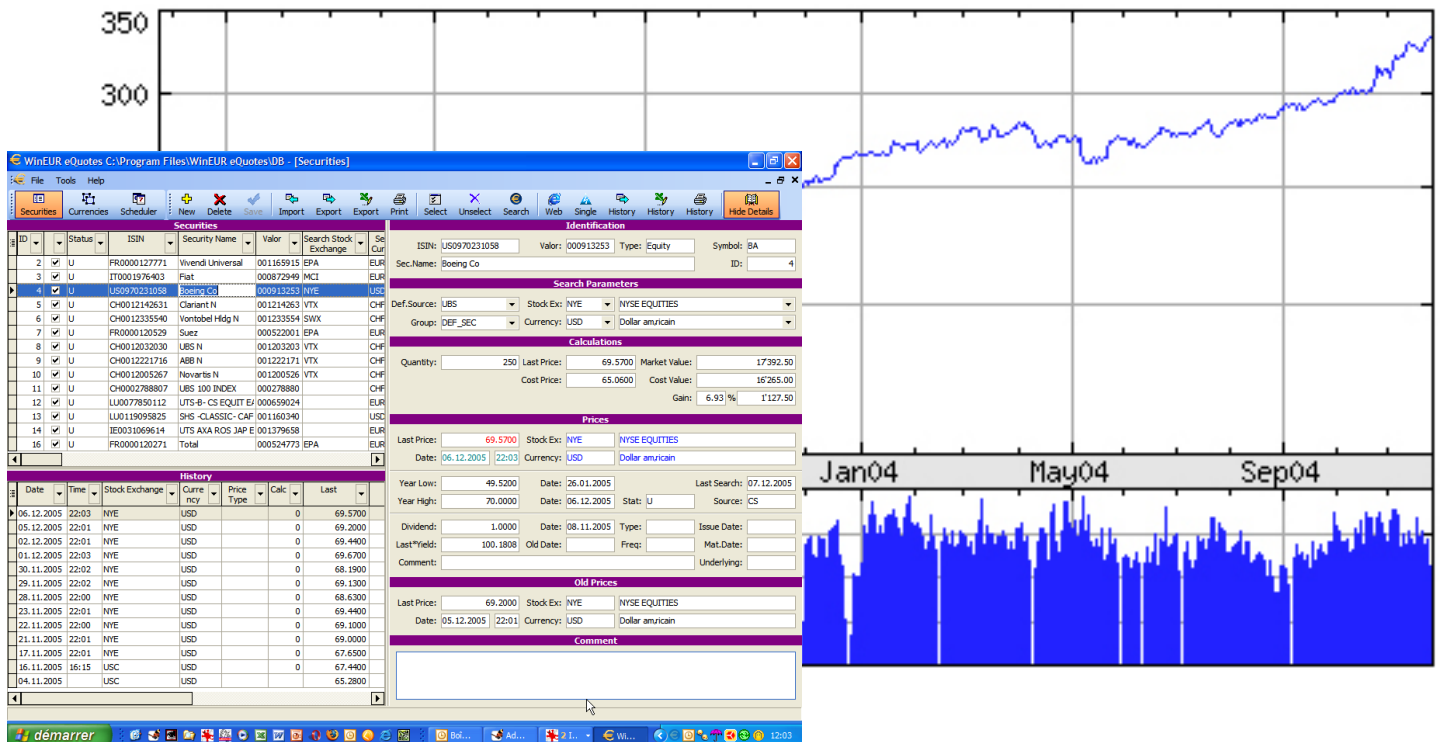 350
300
Jan04 May04 Sep04
WinEUR eQuotes C:\Program Files\WinEUR eQuotes\DB - [Securities]
File Tools Help
Securities Currencies Scheduler New Delete Save Import Export Export Print Select Unselect Search Web Single History History History Hide Details
Securities
ID Status ISIN Security Name Valor Search Stock Exchange Se Cur
2 U FR0000127771 Vivendi Universal 001165915 EPA EUR
3 U IT0001976403 Fiat 000872949 MCI EUR
4 U US0970231058 Boeing Co 000913253 NYE USD
5 U CH0012142631 Clariant N 001214263 VTX CHF
6 U CH0012335540 Vontobel Hldg N 001233554 SWX CHF
7 U FR0000120529 Suez 000522001 EPA EUR
8 U CH0012032030 UBS N 001203203 VTX CHF
9 U CH0012221716 ABB N 001222171 VTX CHF
10 U CH0012005267 Novartis N 001200526 VTX CHF
11 U CH0002788807 UBS 100 INDEX 000278880 CHF
12 U LU0077850112 UTS-B- CS EQUIT EA 000659024 EUR
13 U LU0119095825 SHS -CLASSIC- CAF 001160340 USD
14 U IE0031069614 UTS AXA ROS JAP E 001379658 EUR
16 U FR0000120271 Total 000524773 EPA EUR
History
Date Time Stock Exchange Curre ncy Price Type Calc Last
06.12.2005 22:03 NYE USD 0 69.5700
05.12.2005 22:01 NYE USD 0 69.2000
02.12.2005 22:01 NYE USD 0 69.4400
01.12.2005 22:03 NYE USD 0 69.6700
30.11.2005 22:02 NYE USD 0 68.1900
29.11.2005 22:02 NYE USD 0 69.1300
28.11.2005 22:00 NYE USD 0 68.6300
23.11.2005 22:01 NYE USD 0 69.4400
22.11.2005 22:00 NYE USD 0 69.1000
21.11.2005 22:01 NYE USD 0 69.0000
17.11.2005 22:01 NYE USD 0 67.6500
16.11.2005 16:15 USC USD 0 67.4400
04.11.2005 USC USD 65.2800
Identification
ISIN: US0970231058 Valor: 000913253 Type: Equity Symbol: BA
Sec.Name: Boeing Co ID: 4
Search Parameters
Def.Source: UBS Stock Ex: NYE NYSE EQUITIES
Group: DEF_SEC Currency: USD Dollar am‚ricain
Calculations
Quantity: 250 Last Price: 69.5700 Market Value: 17'392.50
Cost Price: 65.0600 Cost Value: 16'265.00
Gain: 6.93 % 1'127.50
Prices
Last Price: 69.5700 Stock Ex: NYE NYSE EQUITIES
Date: 06.12.2005 22:03 Currency: USD Dollar am‚ricain
Year Low: 49.5200 Date: 26.01.2005 Last Search: 07.12.2005
Year High: 70.0000 Date: 06.12.2005 Stat: U Source: CS
Dividend: 1.0000 Date: 08.11.2005 Type: Issue Date:
Last*Yield: 100.1808 Old Date: Freq: Mat.Date:
Comment: Underlying:
Old Prices
Last Price: 69.2000 Stock Ex: NYE NYSE EQUITIES
Date: 05.12.2005 22:01 Currency: USD Dollar am‚ricain
Comment
démarrer Boî... Ad... 2 I.. Wi... 12:03